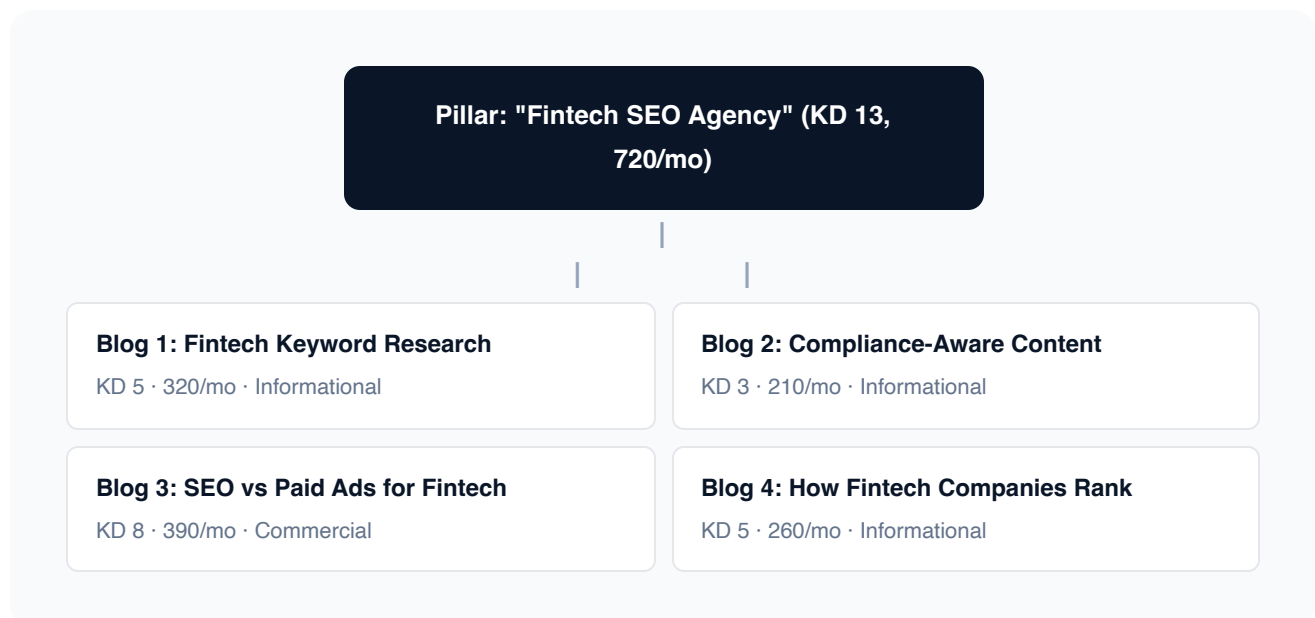 Pillar: "Fintech SEO Agency" (KD 13,
720/mo)
Blog 1: Fintech Keyword Research
KD 5 · 320/mo · Informational
Blog 2: Compliance-Aware Content
KD 3 · 210/mo · Informational
Blog 3: SEO vs Paid Ads for Fintech
KD 8 · 390/mo · Commercial
Blog 4: How Fintech Companies Rank
KD 5 · 260/mo · Informational